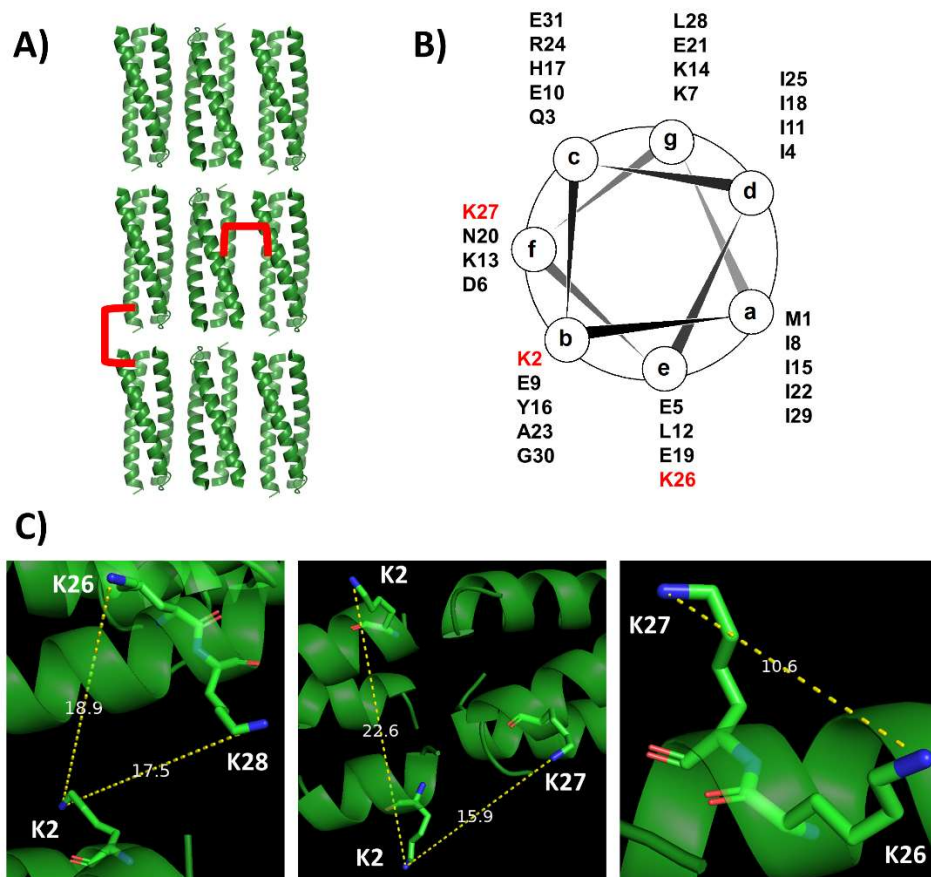 A)
B)
E31
R24
H17
E10
Q3
L28
E21
K14
K7
I25
I18
I11
I4
g
c
d
K27
N20
K13
D6
f
a
b
e
M1
I8
I15
I22
I29
K2
E9
Y16
A23
G30
E5
L12
E19
K26
C)
K26
18.9
K28
17.5
K2
K2
22.6
K27
15.9
K2
K27
10.6
K26